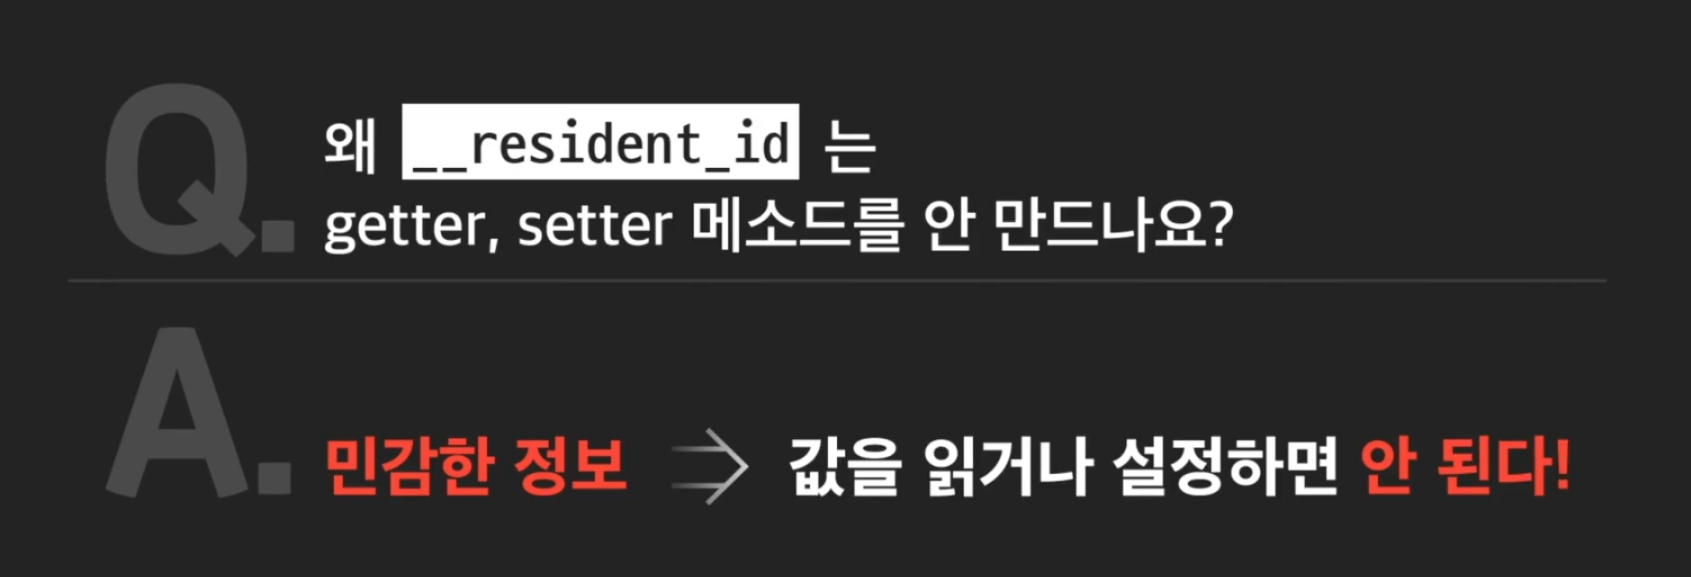 Q. 왜 __resident_id 는
getter, setter 메소드를 안 만드나요?
A. 민감한 정보 ⇒ 값을 읽거나 설정하면 안 된다!